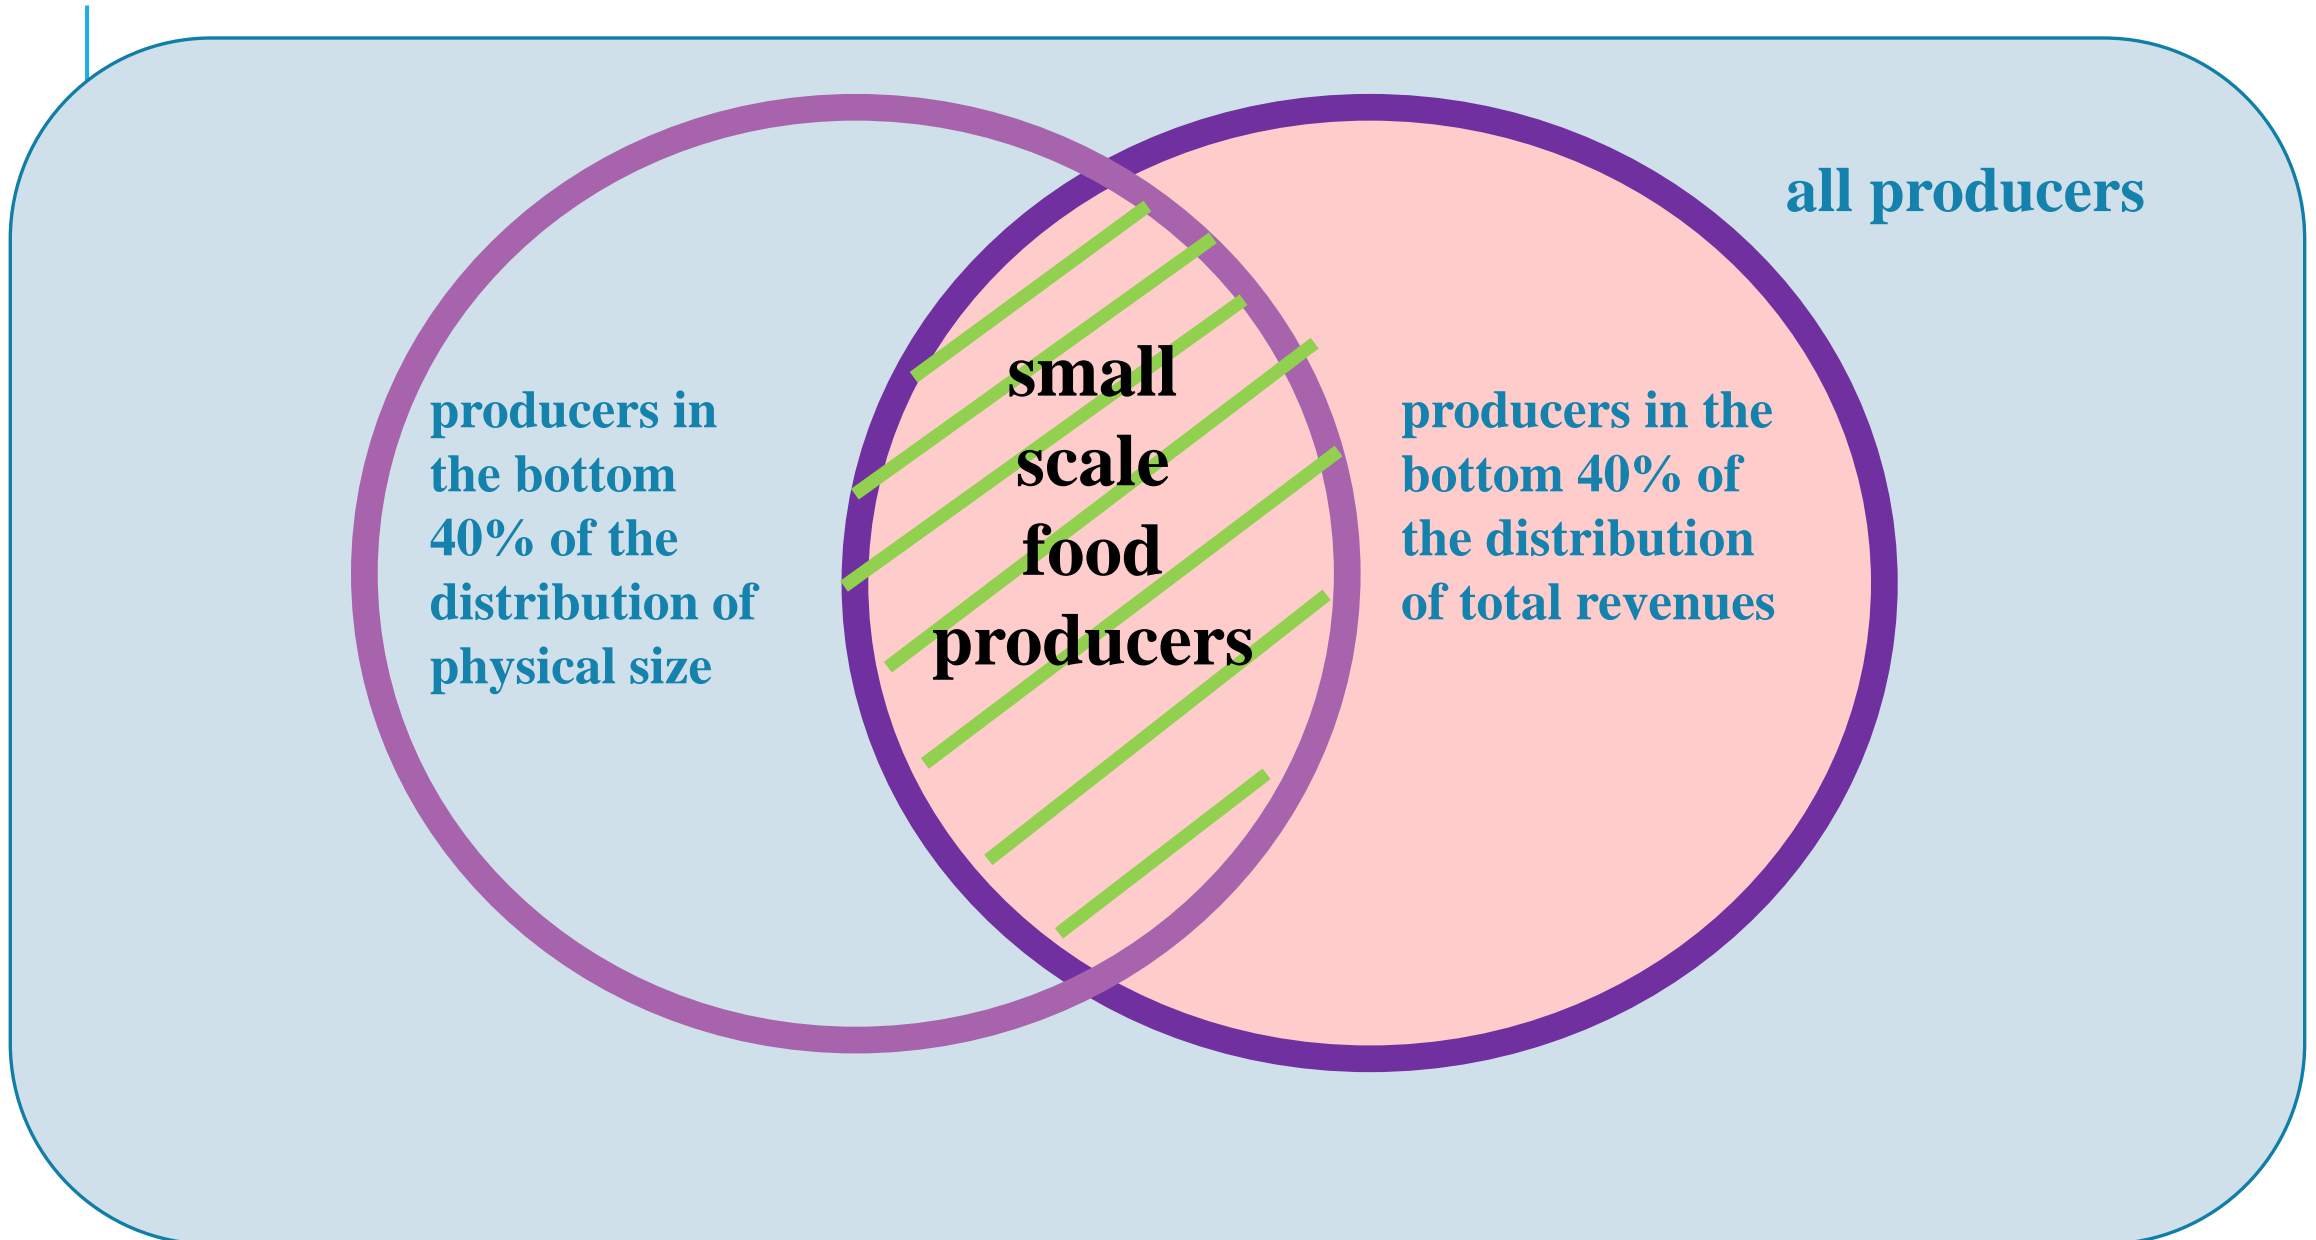 all producers
producers in
the bottom
40% of the
distribution of
physical size
small
scale
food
producers
producers in the
bottom 40% of
the distribution
of total revenues